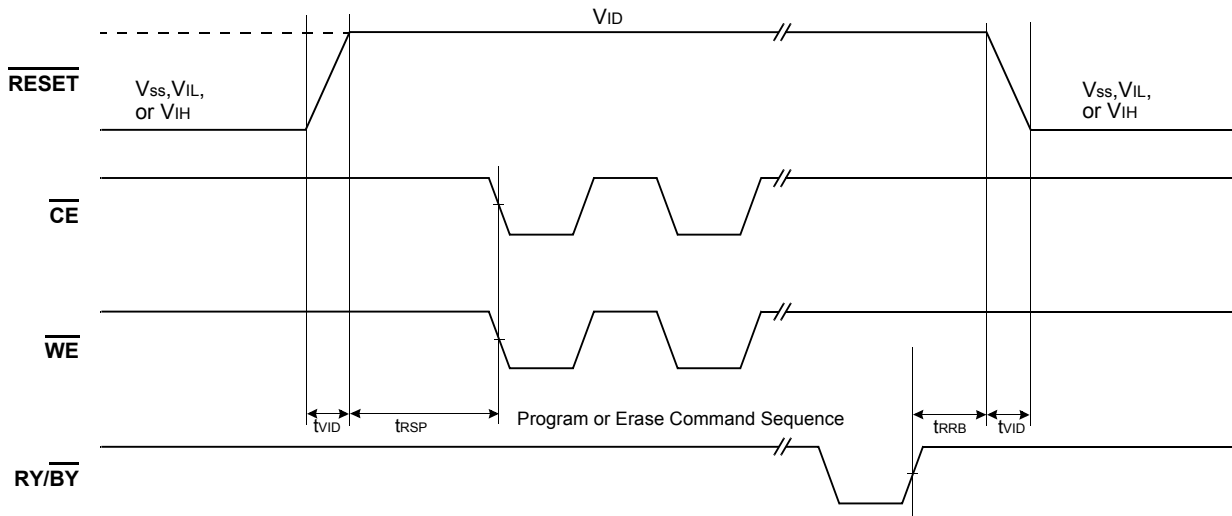 VID
RESET
Vss,VIL,
or VIH
Vss,VIL,
or VIH
CE
WE
Program or Erase Command Sequence
tVID
tRSP
tRRB
tVID
RY/BY